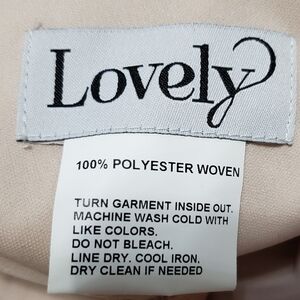 Lovely
100% POLYESTER WOVEN
TURN GARMENT INSIDE OUT.
MACHINE WASH COLD WITH
LIKE COLORS.
DO NOT BLEACH.
LINE DRY. COOL IRON.
DRY CLEAN IF NEEDED